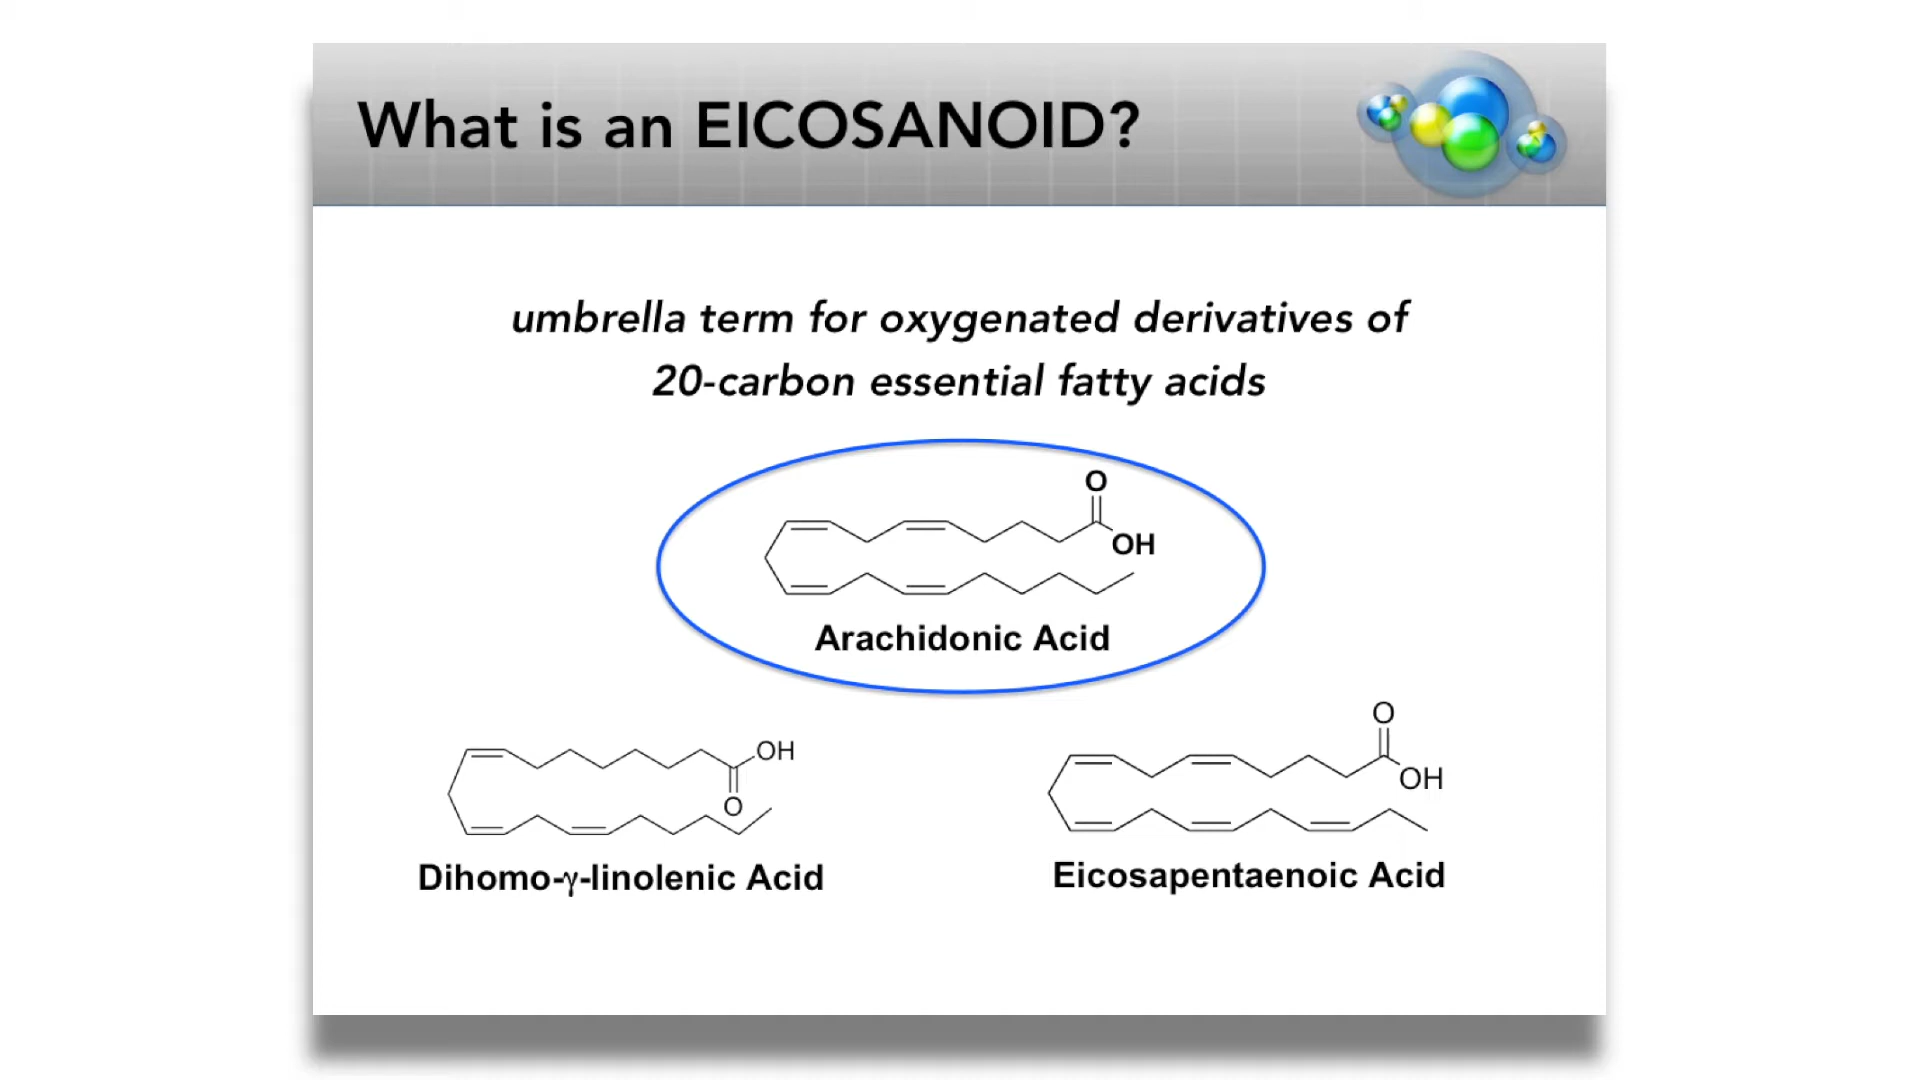 What is an EICOSANOID?
umbrella term for oxygenated derivatives of
20-carbon essential fatty acids
O
OH
Arachidonic Acid
OH
O
Dihomo-γ-linolenic Acid
O
OH
Eicosapentaenoic Acid